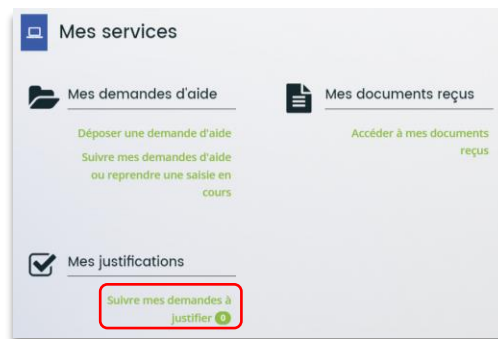 Mes services
Mes demandes d'aide
Déposer une demande d'aide
Suivre mes demandes d'aide
ou reprendre une saisie en
cours
Mes documents reçus
Accéder à mes documents
reçus
Mes justifications
Suivre mes demandes à
justifier 0